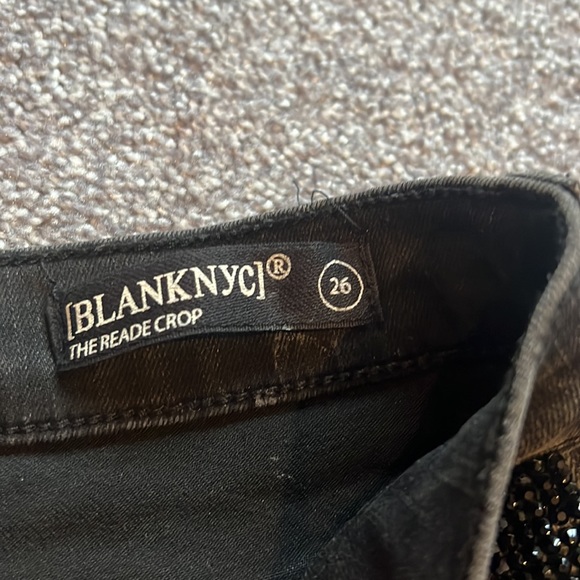 [BLANKNYC]®
THE READE CROP
26